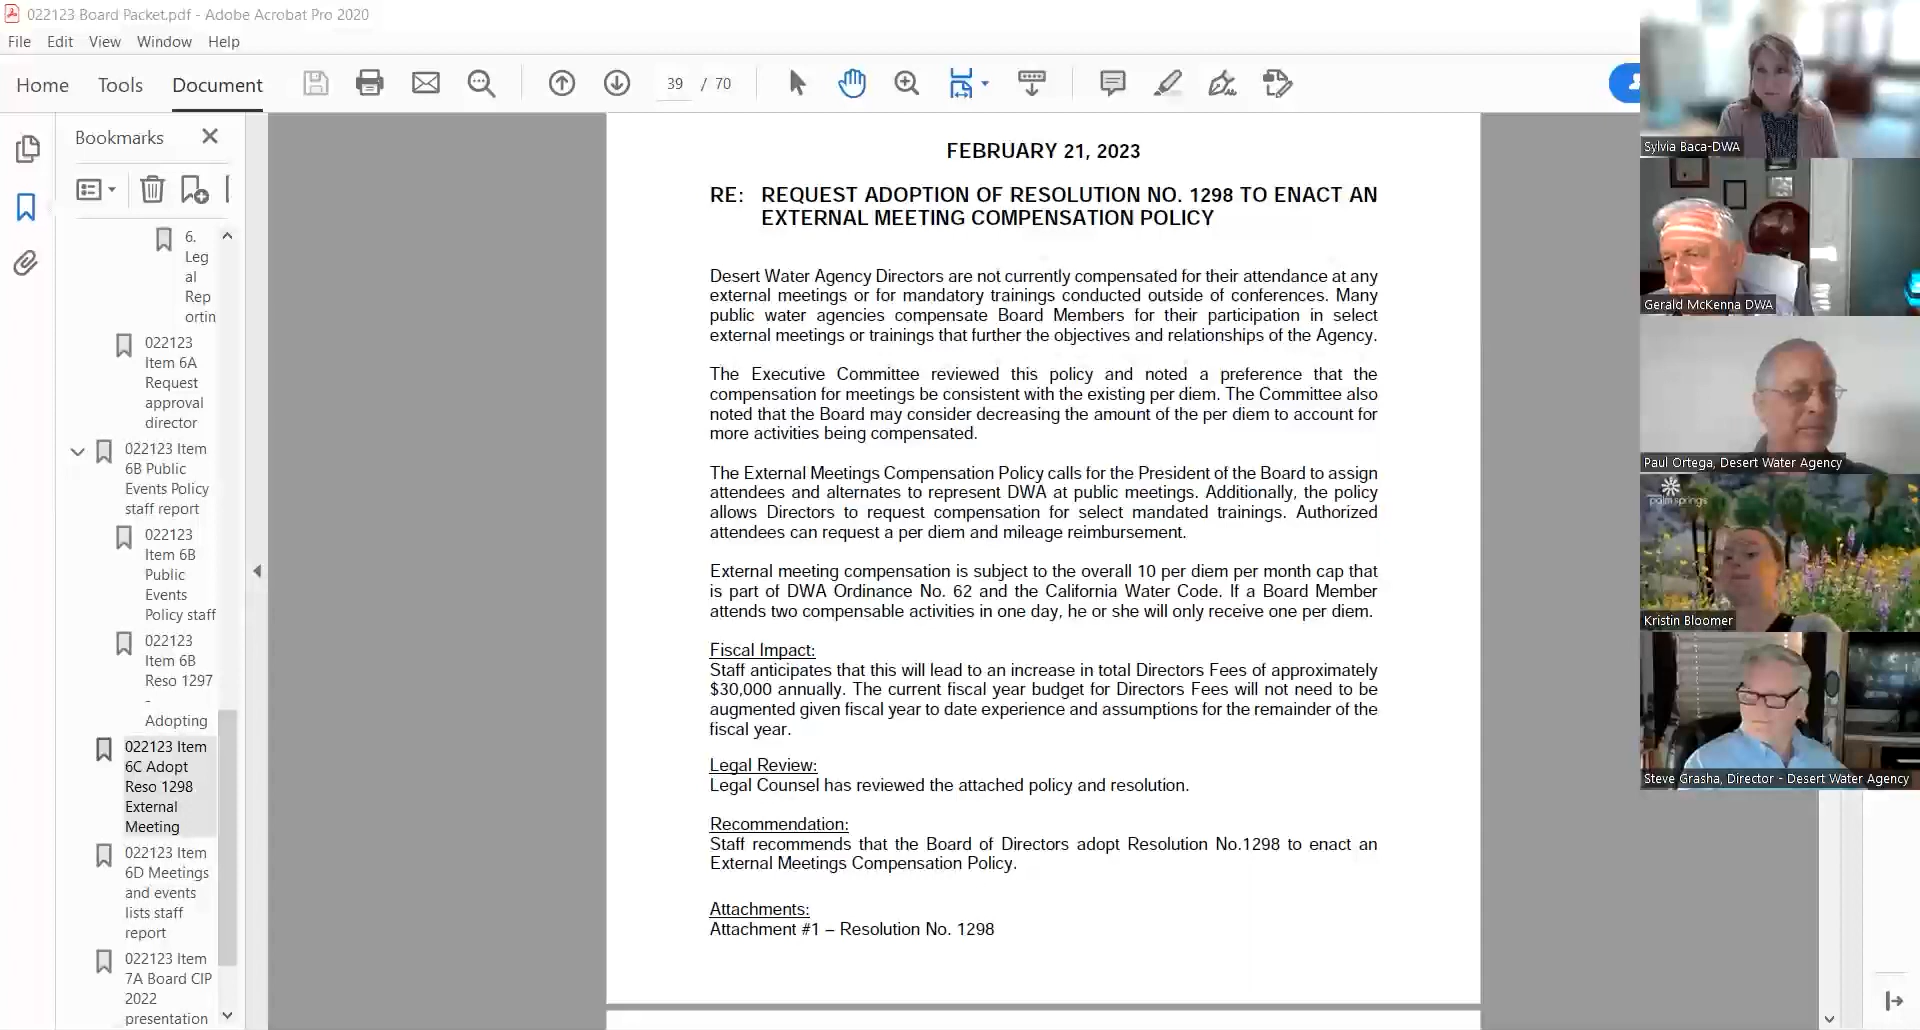 022123 Board Packet.pdf - Adobe Acrobat Pro 2020
File Edit View Window Help
Home Tools Document
39 / 70
Bookmarks
6.
Leg
al
Rep
ortin
022123
Item 6A
Request
approval
director
022123 Item
6B Public
Events Policy
staff report
022123
Item 6B
Public
Events
Policy staff
022123
Item 6B
Reso 1297
-
Adopting
022123 Item
6C Adopt
Reso 1298
External
Meeting
022123 Item
6D Meetings
and events
lists staff
report
022123 Item
7A Board CIP
2022
presentation
FEBRUARY 21, 2023
RE: REQUEST ADOPTION OF RESOLUTION NO. 1298 TO ENACT AN
EXTERNAL MEETING COMPENSATION POLICY
Desert Water Agency Directors are not currently compensated for their attendance at any
external meetings or for mandatory trainings conducted outside of conferences. Many
public water agencies compensate Board Members for their participation in select
external meetings or trainings that further the objectives and relationships of the Agency.
The Executive Committee reviewed this policy and noted a preference that the
compensation for meetings be consistent with the existing per diem. The Committee also
noted that the Board may consider decreasing the amount of the per diem to account for
more activities being compensated.
The External Meetings Compensation Policy calls for the President of the Board to assign
attendees and alternates to represent DWA at public meetings. Additionally, the policy
allows Directors to request compensation for select mandated trainings. Authorized
attendees can request a per diem and mileage reimbursement.
External meeting compensation is subject to the overall 10 per diem per month cap that
is part of DWA Ordinance No. 62 and the California Water Code. If a Board Member
attends two compensable activities in one day, he or she will only receive one per diem.
Fiscal Impact:
Staff anticipates that this will lead to an increase in total Directors Fees of approximately
$30,000 annually. The current fiscal year budget for Directors Fees will not need to be
augmented given fiscal year to date experience and assumptions for the remainder of the
fiscal year.
Legal Review:
Legal Counsel has reviewed the attached policy and resolution.
Recommendation:
Staff recommends that the Board of Directors adopt Resolution No.1298 to enact an
External Meetings Compensation Policy.
Attachments:
Attachment #1 – Resolution No. 1298
Sylvia Baca-DWA
Gerald McKenna DWA
Paul Ortega, Desert Water Agency
palm springs
Kristin Bloomer
Steve Grasha, Director - Desert Water Agency